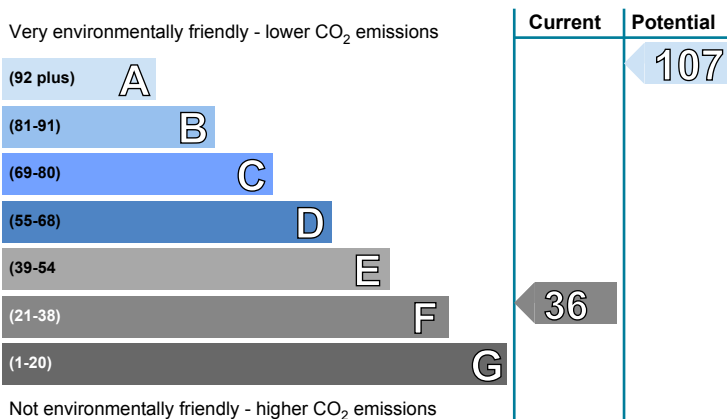 Current Potential
Very environmentally friendly - lower CO2 emissions
107
(92 plus) A
(81-91) B
(69-80) C
(55-68) D
(39-54 E
36
(21-38) F
(1-20) G
Not environmentally friendly - higher CO2 emissions